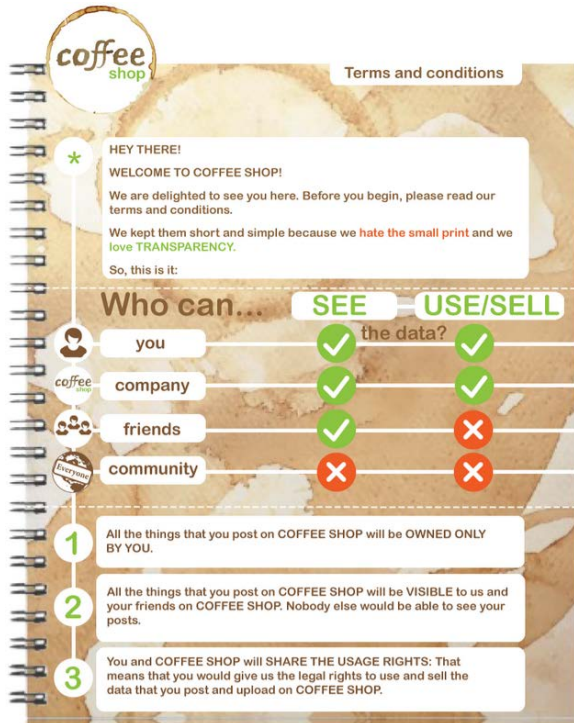 coffee
shop
Terms and conditions
*
HEY THERE!
WELCOME TO COFFEE SHOP!
We are delighted to see you here. Before you begin, please read our
terms and conditions.
We kept them short and simple because we hate the small print and we
love TRANSPARENCY.
So, this is it:
Who can... SEE USE/SELL
the data?
you
coffee
shop
company
friends
Everyone
community
1
All the things that you post on COFFEE SHOP will be OWNED ONLY
BY YOU.
2
All the things that you post on COFFEE SHOP will be VISIBLE to us and
your friends on COFFEE SHOP. Nobody else would be able to see your
posts.
3
You and COFFEE SHOP will SHARE THE USAGE RIGHTS: That
means that you would give us the legal rights to use and sell the
data that you post and upload on COFFEE SHOP.